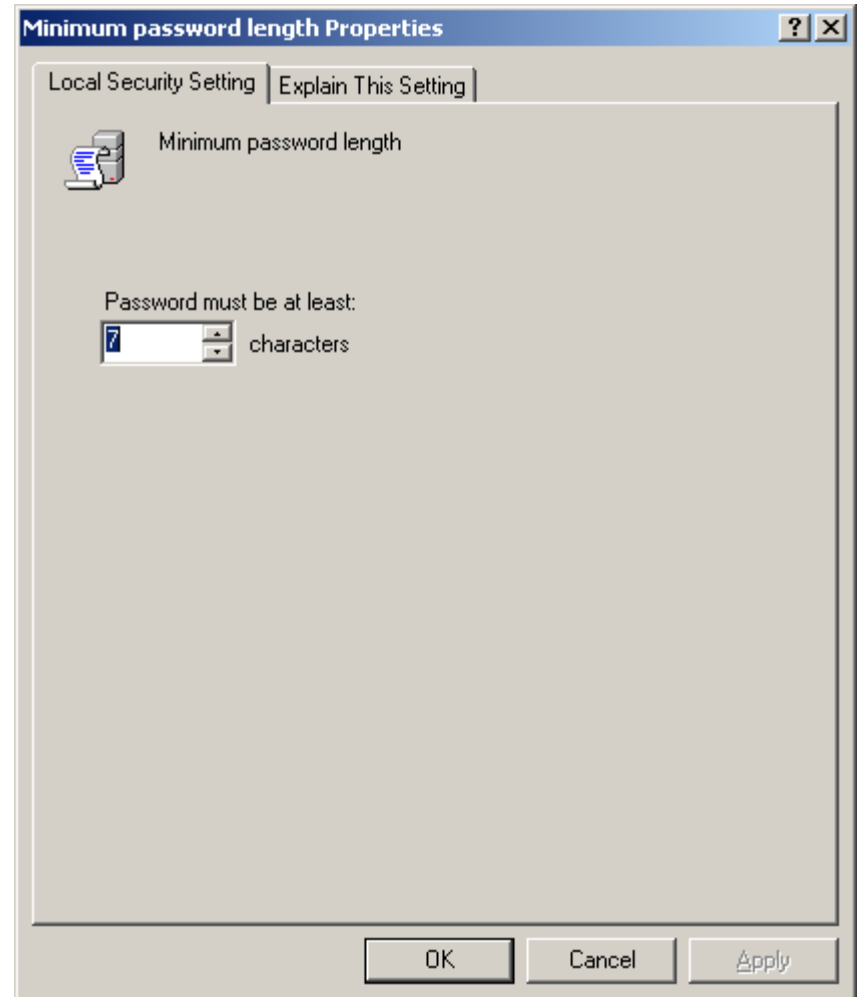 Minimum password length Properties
Local Security Setting
Explain This Setting
Minimum password length
Password must be at least:
7 characters
OK
Cancel
Apply